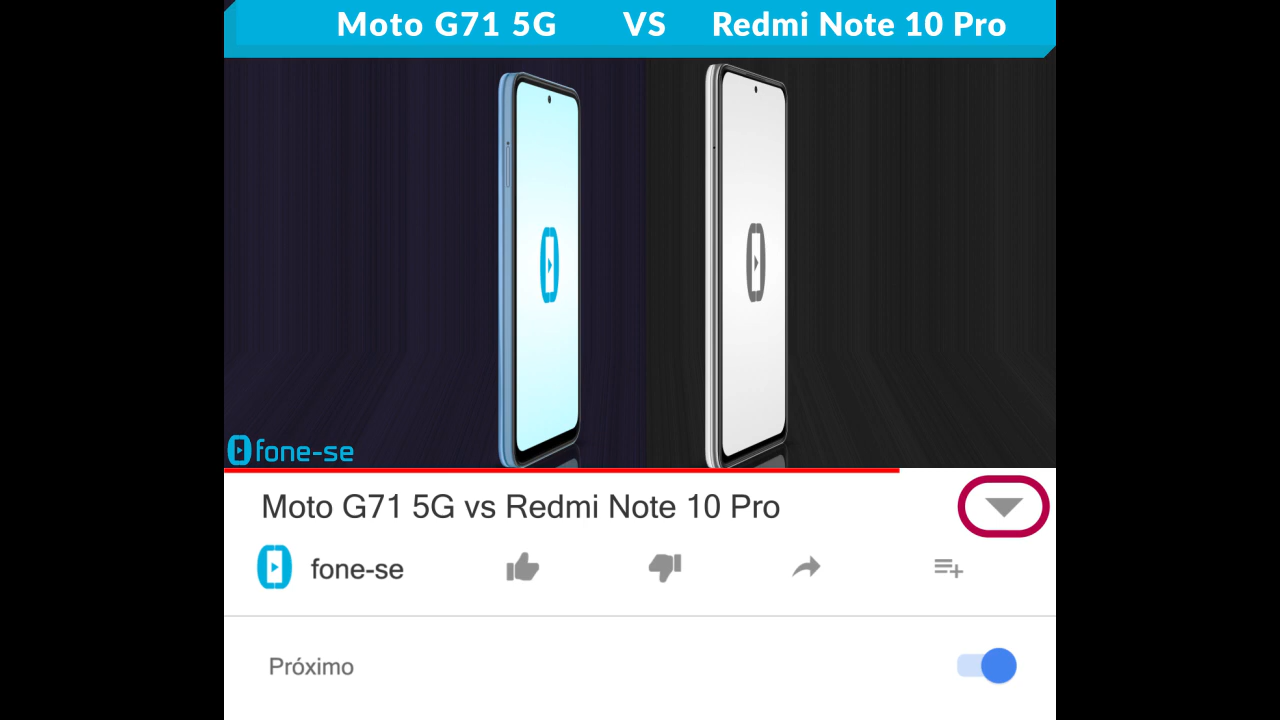 Moto G71 5G VS Redmi Note 10 Pro
fone-se
Moto G71 5G vs Redmi Note 10 Pro
fone-se
Próximo